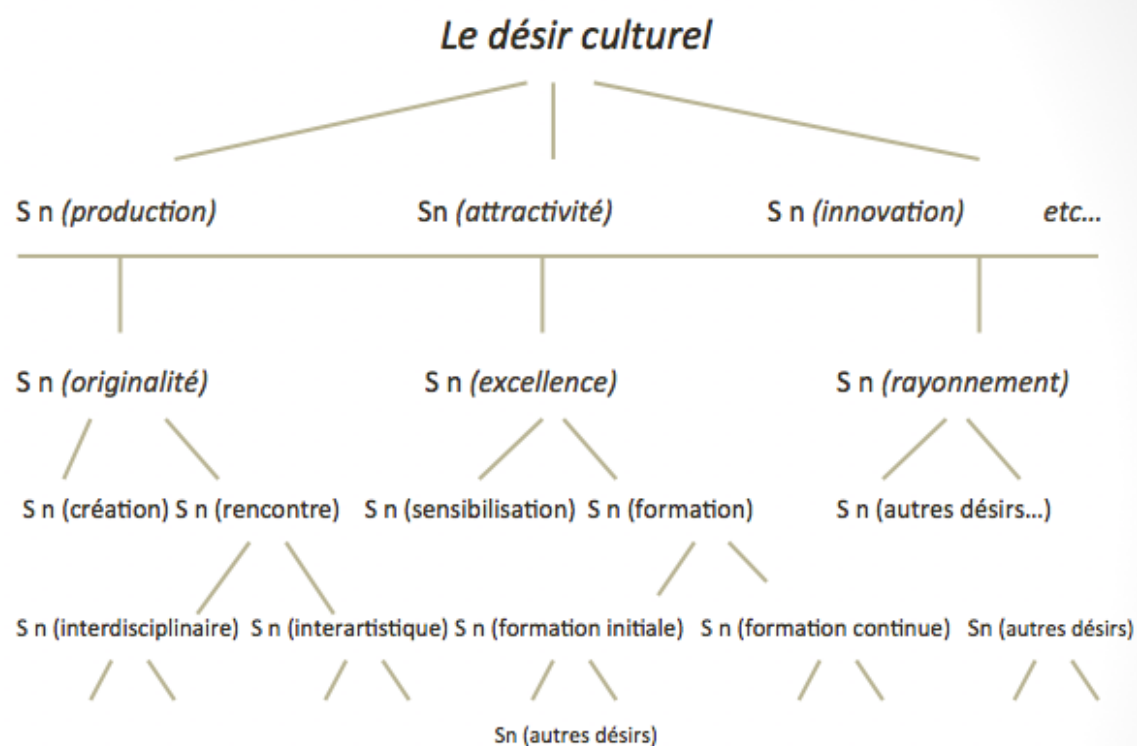 Le désir culturel
S n (production) Sn (attractivité) S n (innovation) etc...
S n (originalité) S n (excellence) S n (rayonnement)
S n (création) S n (rencontre) S n (sensibilisation) S n (formation) S n (autres désirs...)
S n (interdisciplinaire) S n (interartistique) S n (formation initiale) S n (formation continue) Sn (autres désirs)
Sn (autres désirs)